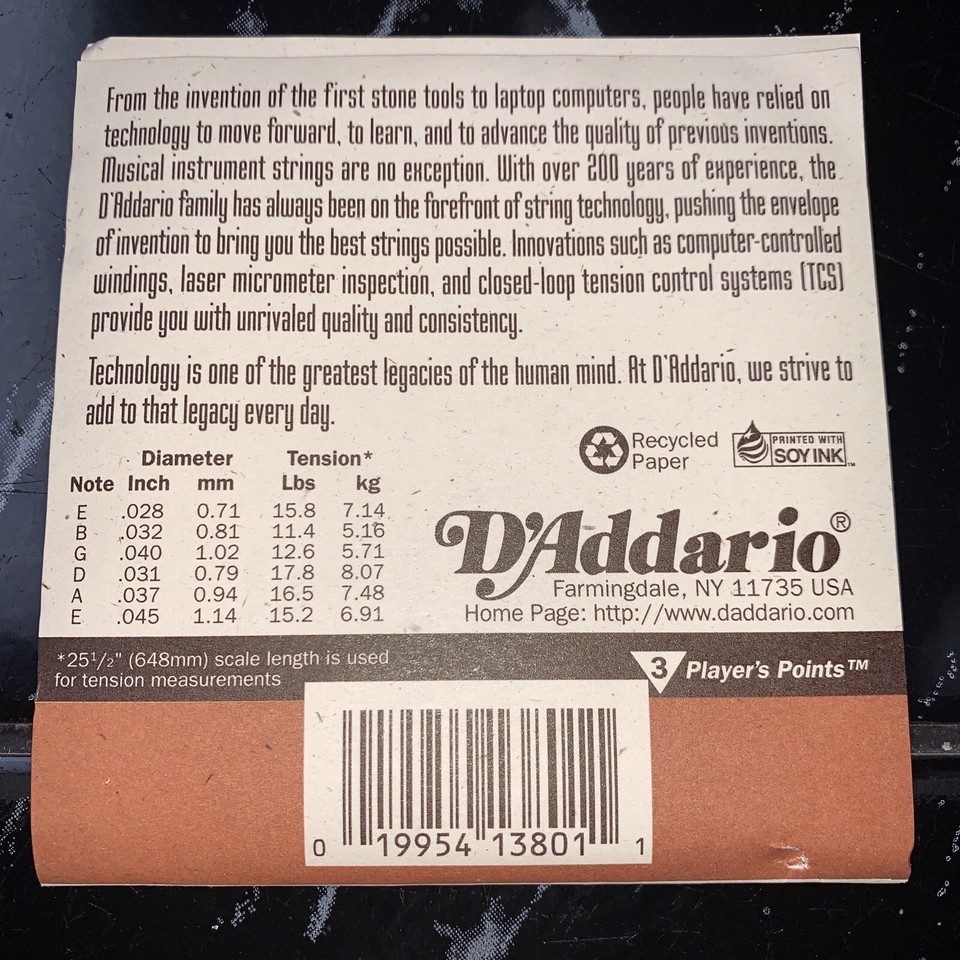 From the invention of the first stone tools to laptop computers, people have relied on
technology to move forward, to learn, and to advance the quality of previous inventions.
Musical instrument strings are no exception. With over 200 years of experience, the
D'Addario family has always been on the forefront of string technology, pushing the envelope
of invention to bring you the best strings possible. Innovations such as computer-controlled
windings, laser micrometer inspection, and closed-loop tension control systems (TCS)
provide you with unrivaled quality and consistency.
Technology is one of the greatest legacies of the human mind. At D'Addario, we strive to
add to that legacy every day.
Recycled
Paper
PRINTED WITH
SOY INK™
Diameter Tension*
Note Inch mm Lbs kg
E .028 0.71 15.8 7.14
B .032 0.81 11.4 5.16
G .040 1.02 12.6 5.71
D .031 0.79 17.8 8.07
A .037 0.94 16.5 7.48
E .045 1.14 15.2 6.91
D'Addario®
Farmingdale, NY 11735 USA
Home Page: http://www.daddario.com
*25 1/2" (648mm) scale length is used
for tension measurements
3 Player's Points™
0 19954 13801 1